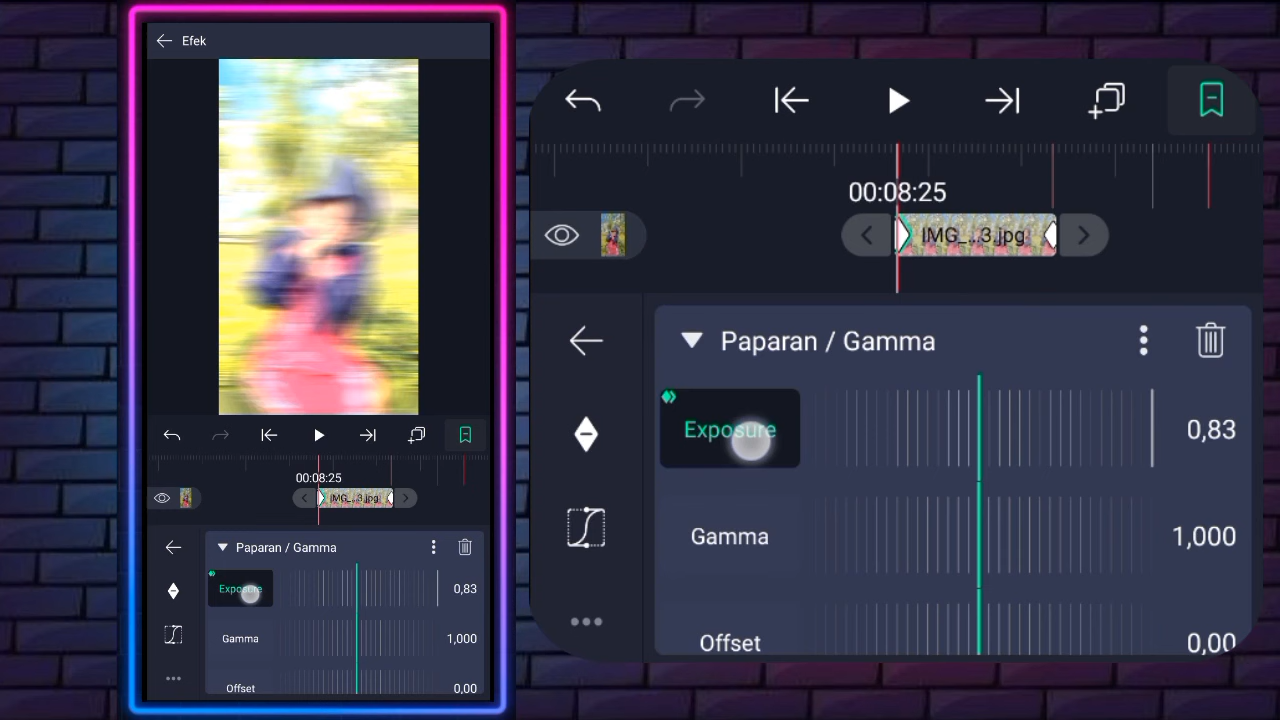 Efek
00:08:25
IMG_...3.jpg
Paparan / Gamma
Exposure
0,83
Gamma
1,000
Offset
0,00
00:08:25
IMG_...3.jpg
Paparan / Gamma
Exposure
0,83
Gamma
1,000
Offset
0,00